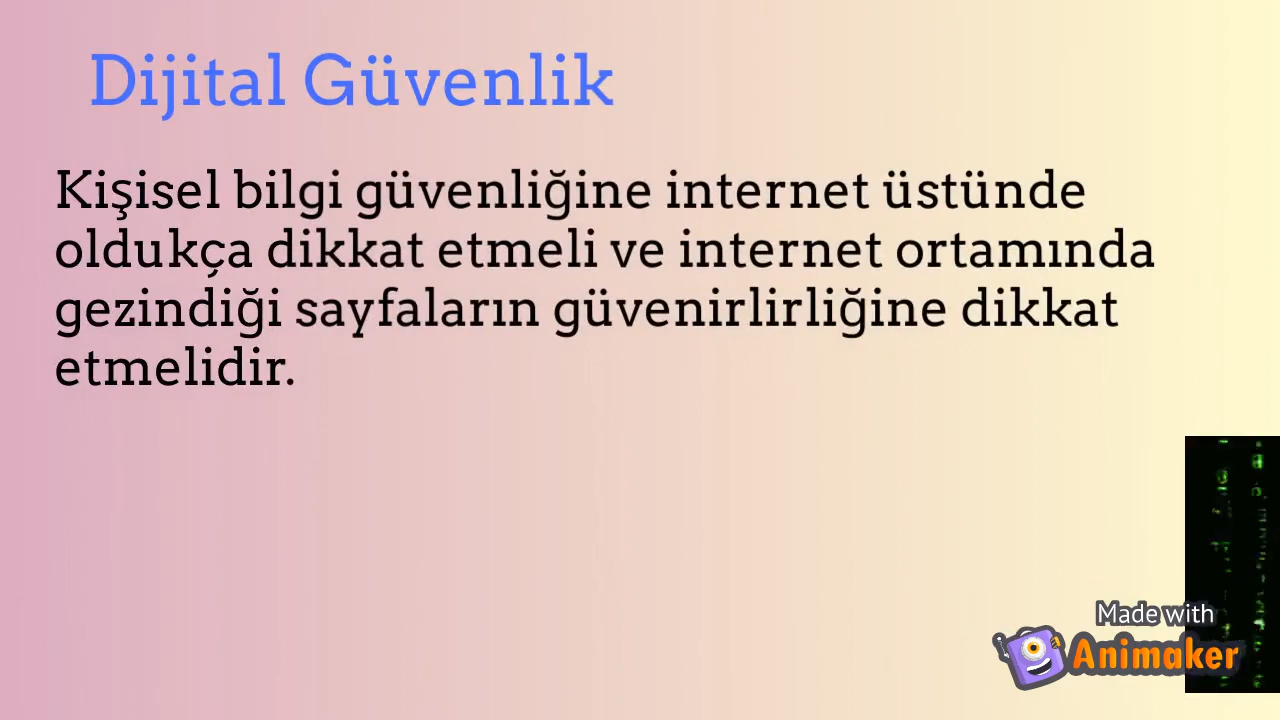 Dijital Güvenlik
Kişisel bilgi güvenliğine internet üstünde
oldukça dikkat etmeli ve internet ortamında
gezindiği sayfaların güvenirlirliğine dikkat
etmelidir.
Made with
Animaker